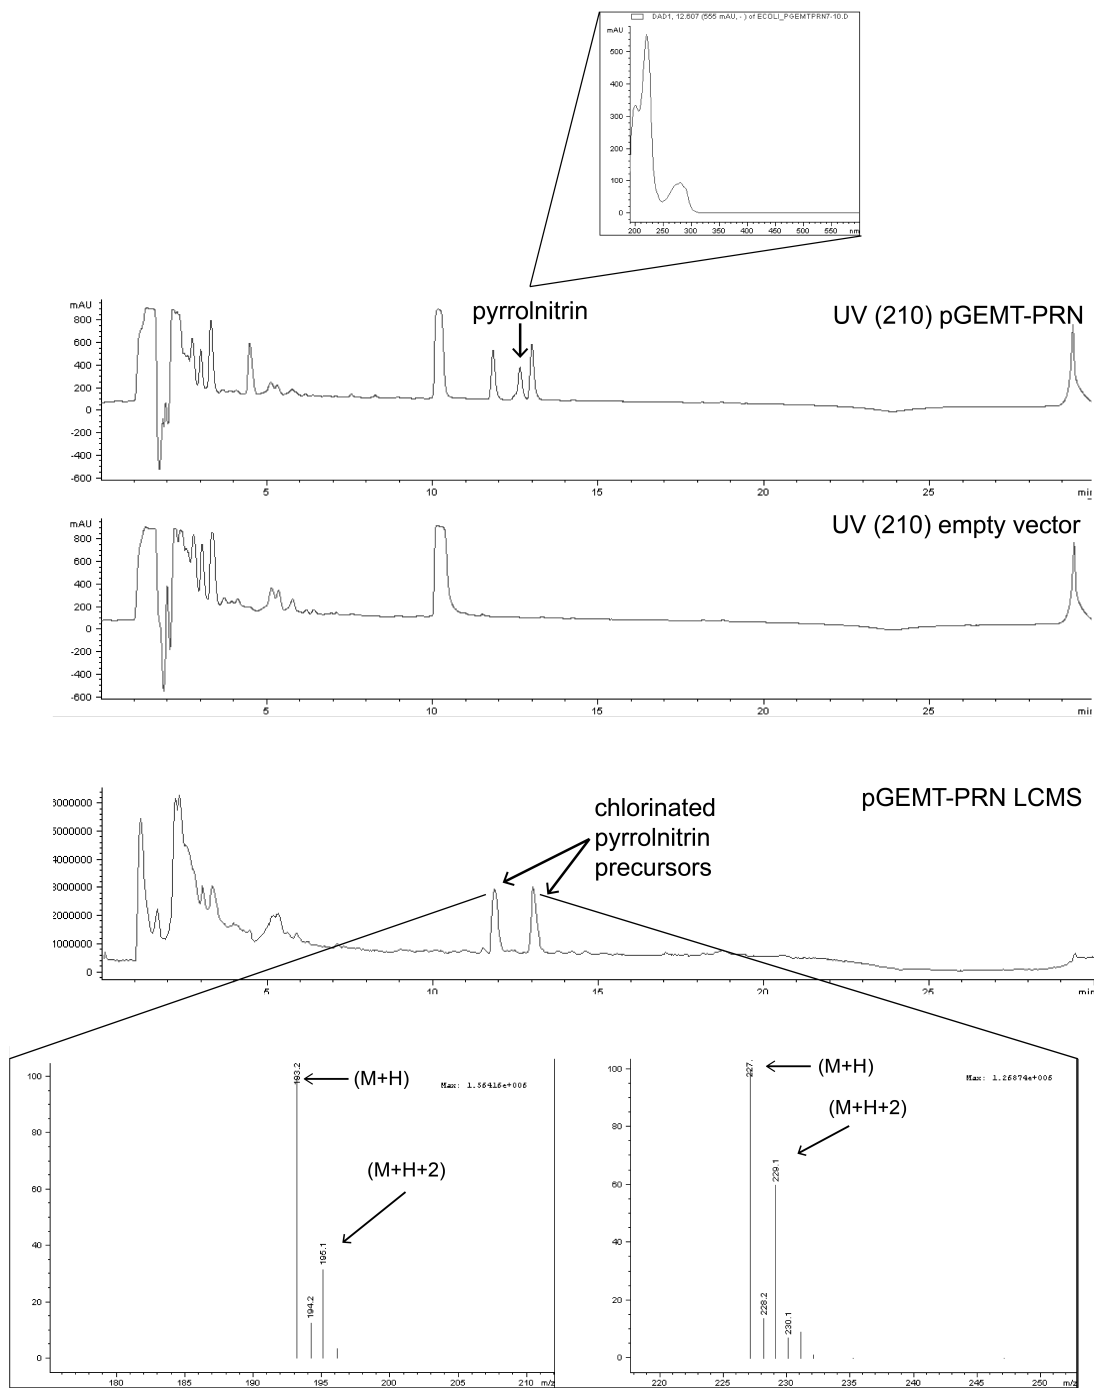 DAD1, 12.607 (555 mAU, - ) of ECOLI_PGEMTPRN7-10.D
mAU
500
400
300
200
100
0
200 250 300 350 400 450 500 550 nm
pyrrolnitrin
UV (210) pGEMT-PRN
mAU
800
600
400
200
0
-200
-400
-600
5 10 15 20 25 min
UV (210) empty vector
mAU
800
600
400
200
0
-200
-400
-600
5 10 15 20 25 min
pGEMT-PRN LCMS
chlorinated
pyrrolnitrin
precursors
6000000
5000000
4000000
3000000
2000000
1000000
0
5 10 15 20 25 min
193.2
(M+H)
Max: 1.56416e+006
(M+H+2)
195.1
194.2
100
80
60
40
20
0
180 185 190 195 200 205 210 m/z
227.
(M+H)
Max: 1.26874e+006
(M+H+2)
229.1
228.2
230.1
100
80
60
40
20
0
220 225 230 235 240 245 250 m/z